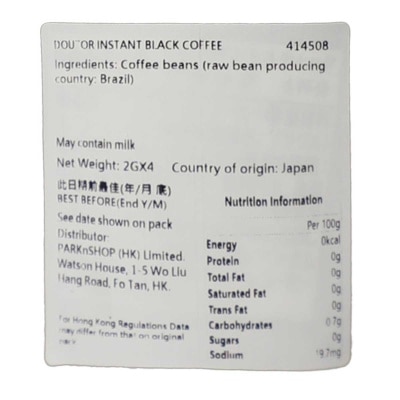 DOUTOR INSTANT BLACK COFFEE 414508
Ingredients: Coffee beans (raw bean producing
country: Brazil)
May contain milk
Net Weight: 2GX4 Country of origin: Japan
此日期前最佳(年/月 底)
BEST BEFORE(End Y/M)
See date shown on pack
Distributor:
PARKnSHOP (HK) Limited.
Watson House, 1-5 Wo Liu
Hang Road, Fo Tan, HK.
For Hong Kong Regulations Data
may differ from that on original
pack
Nutrition Information
Per 100g
Energy 0kcal
Protein 0g
Total Fat 0g
Saturated Fat 0g
Trans Fat 0g
Carbohydrates 0.7g
Sugars 0g
Sodium 19.7mg